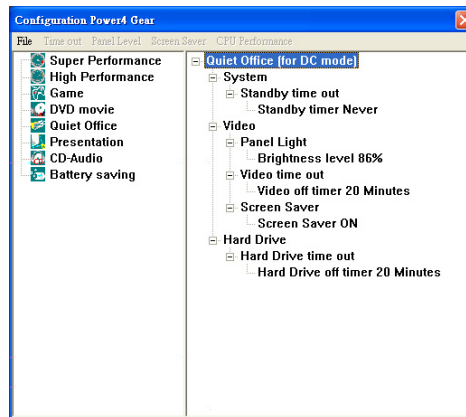 Configuration Power4 Gear
File Time out Panel Level Screen Saver CPU Performance
Super Performance
High Performance
Game
DVD movie
Quiet Office
Presentation
CD-Audio
Battery saving
Quiet Office (for DC mode)
System
Standby time out
Standby timer Never
Video
Panel Light
Brightness level 86%
Video time out
Video off timer 20 Minutes
Screen Saver
Screen Saver ON
Hard Drive
Hard Drive time out
Hard Drive off timer 20 Minutes